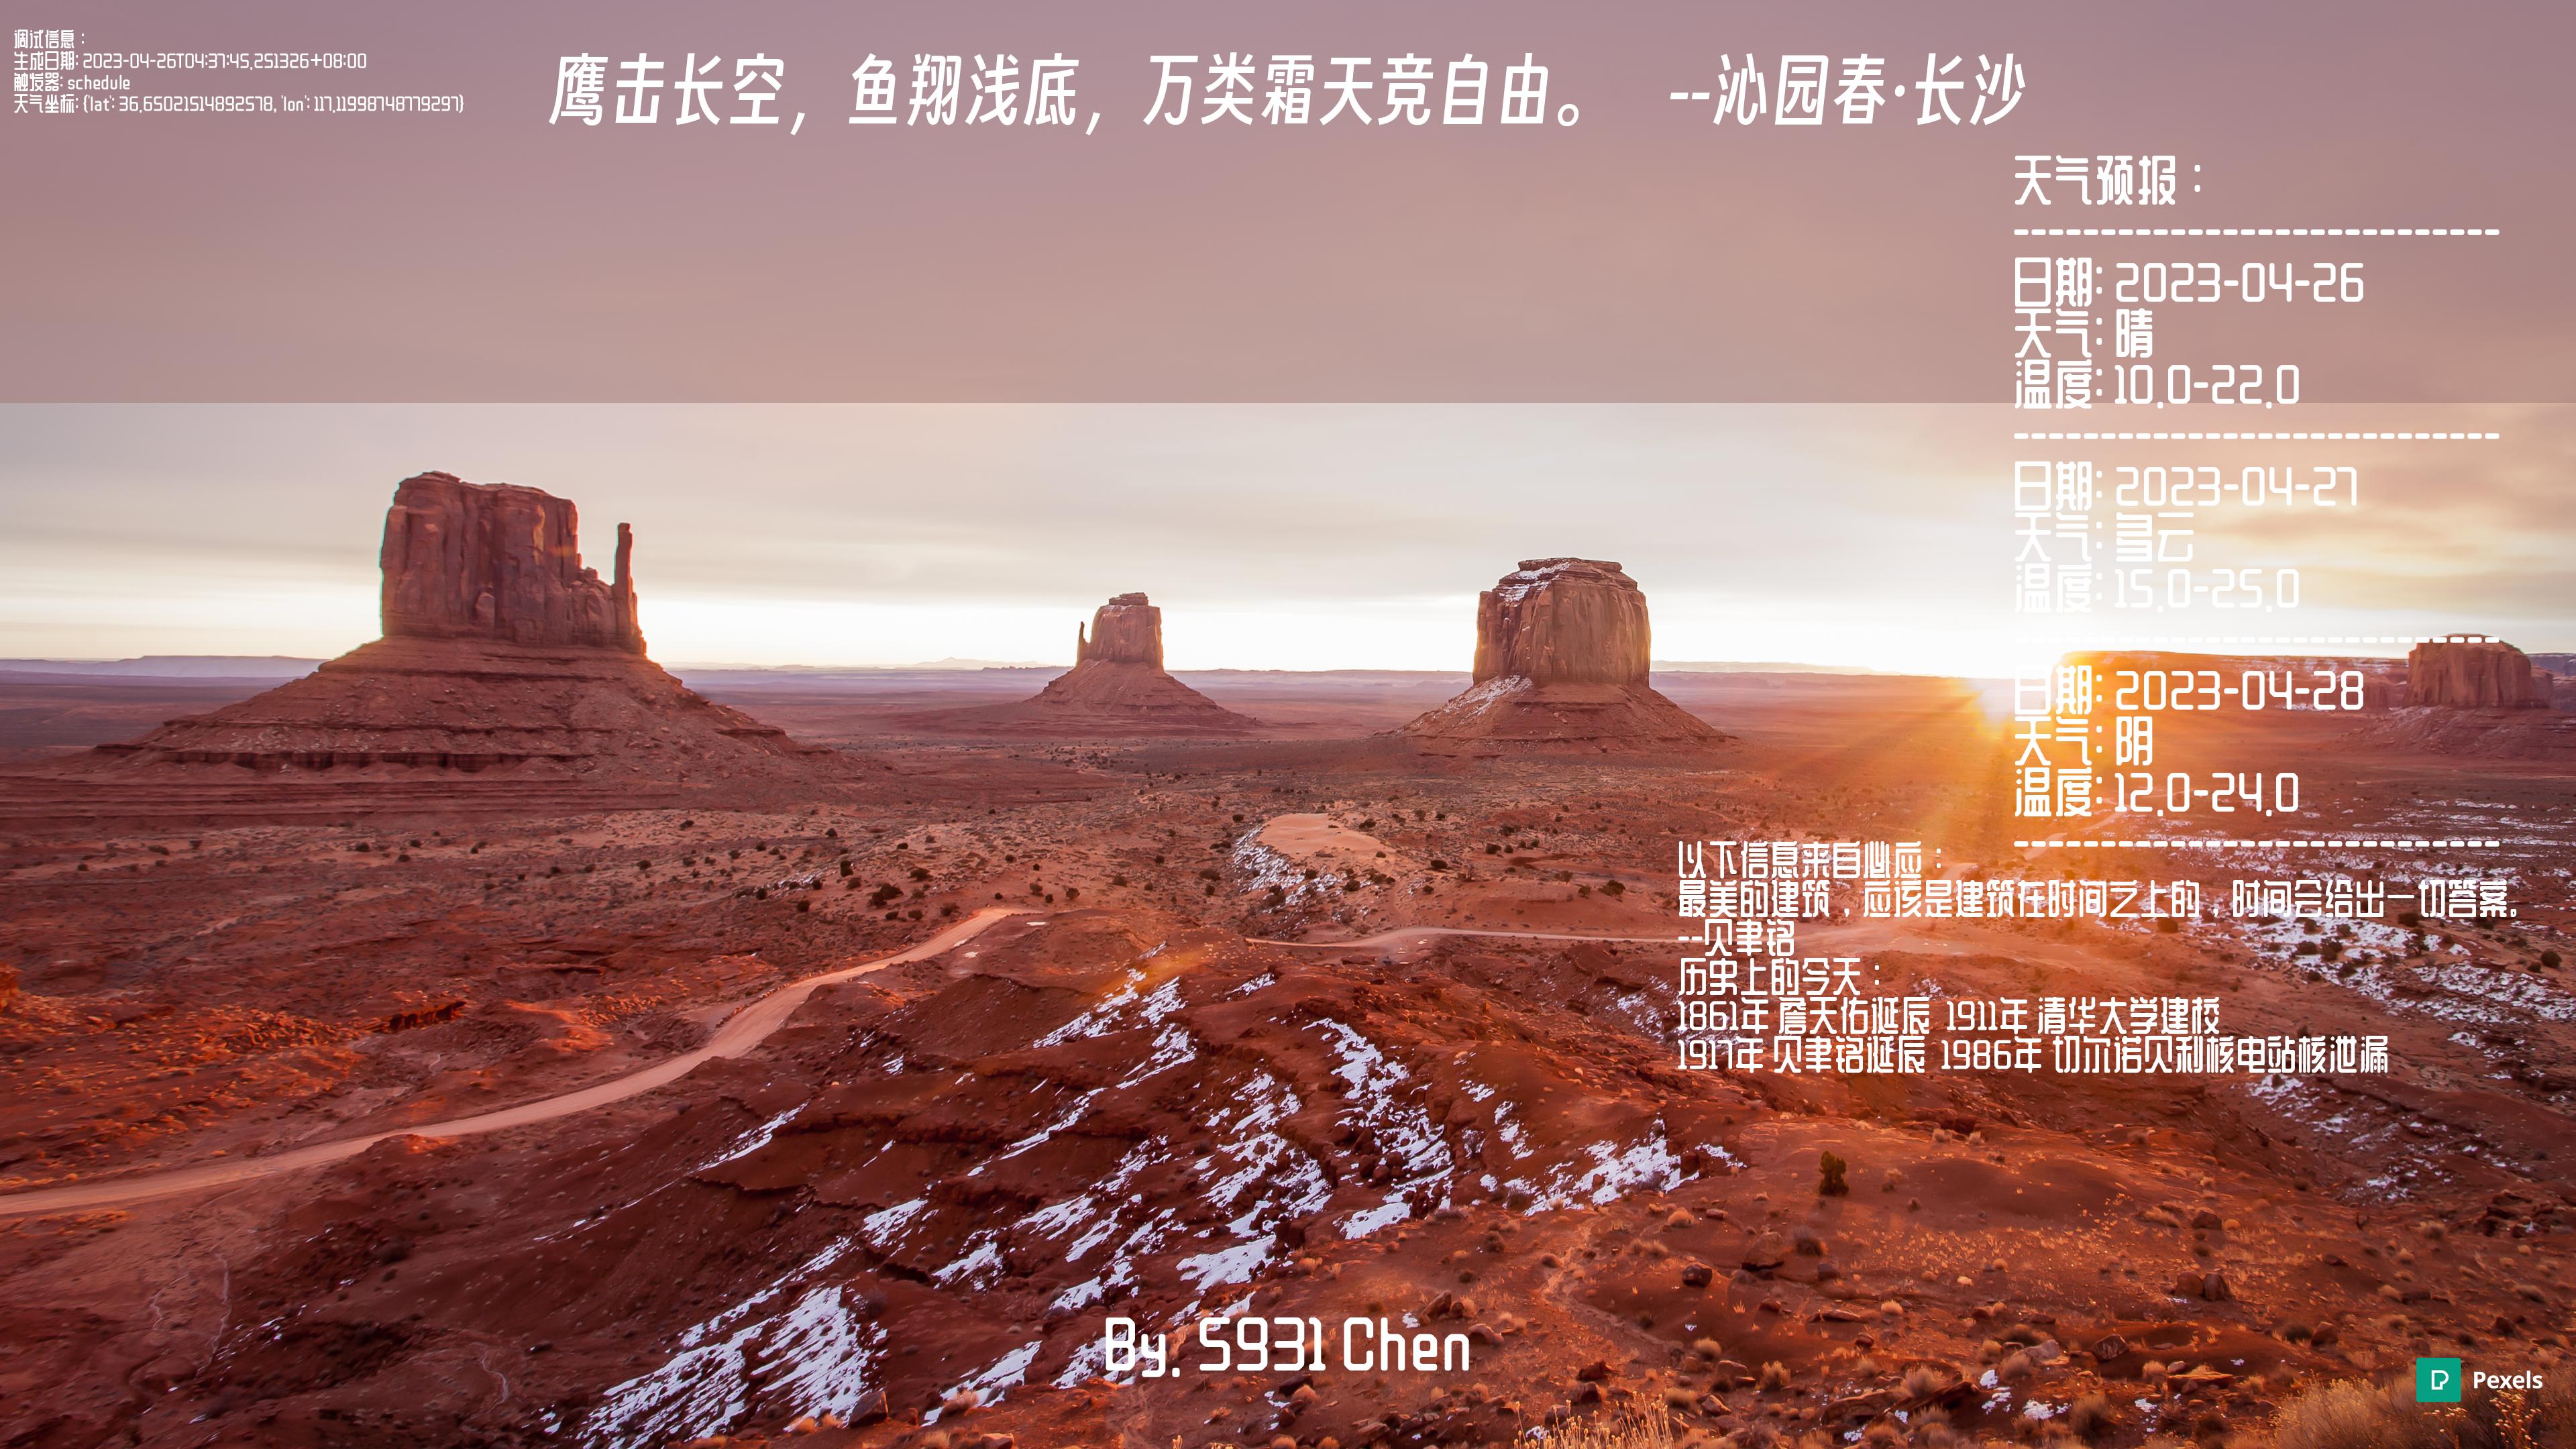 调试信息：
生成日期: 2023-04-26T04:37:45.251326+08:00
触发器: schedule
天气坐标: {'lat': 36.65021514892578, 'lon': 117.11998748779297}
鹰击长空，鱼翔浅底，万类霜天竞自由。 --沁园春·长沙
天气预报：
----------------------------
日期: 2023-04-26
天气: 晴
温度: 10.0-22.0
----------------------------
日期: 2023-04-27
天气: 多云
温度: 15.0-25.0
----------------------------
日期: 2023-04-28
天气: 阴
温度: 12.0-24.0
----------------------------
以下信息来自必应：
最美的建筑，应该是建筑在时间之上的，时间会给出一切答案。
--贝聿铭
历史上的今天：
1861年 詹天佑诞辰 1911年 清华大学建校
1917年 贝聿铭诞辰 1986年 切尔诺贝利核电站核泄漏
By. 5931 Chen
Pexels